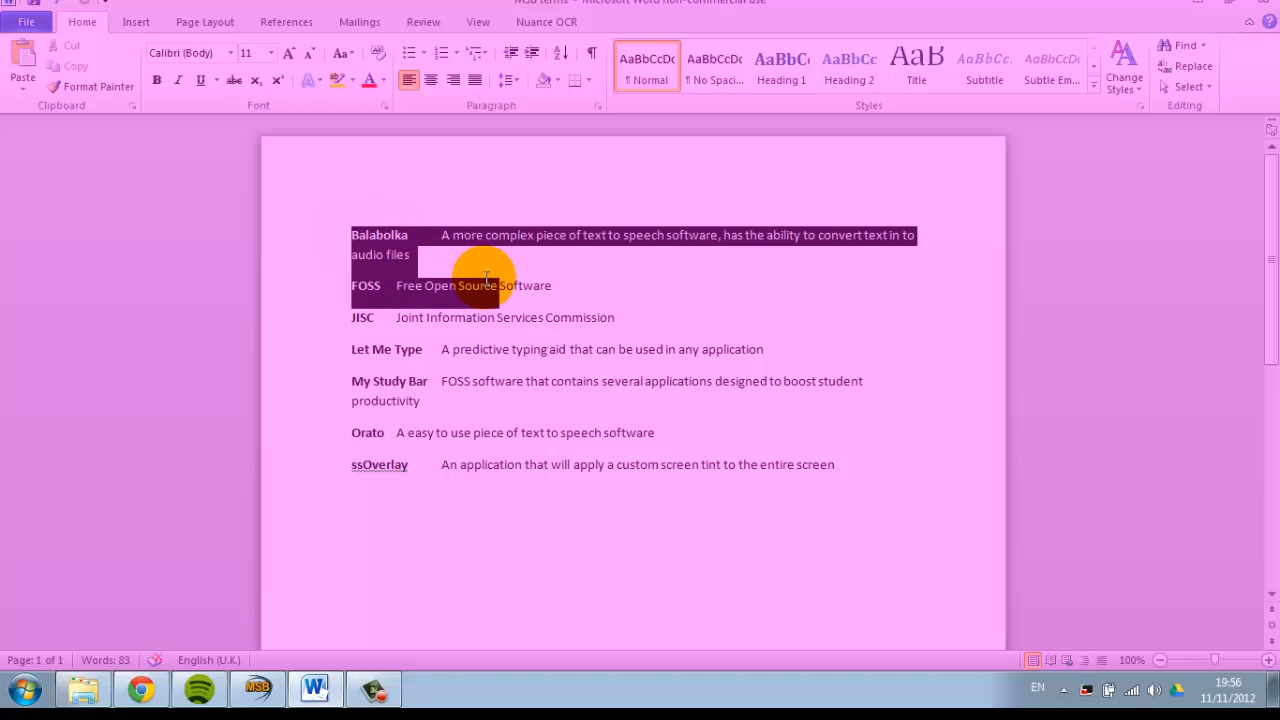 MSB terms - Microsoft Word non-commercial use
File Home Insert Page Layout References Mailings Review View Nuance OCR
Paste Cut Copy Format Painter Clipboard
Calibri (Body) 11 Font
Paragraph
AaBbCcDc AaBbCcDc AaBbCc AaBbCc AaB AaBbCc. AaBbCcDc
¶ Normal ¶ No Spaci... Heading 1 Heading 2 Title Subtitle Subtle Em...
Change Styles Styles
Find Replace Select Editing
Balabolka A more complex piece of text to speech software, has the ability to convert text in to
audio files
FOSS Free Open Source Software
JISC Joint Information Services Commission
Let Me Type A predictive typing aid that can be used in any application
My Study Bar FOSS software that contains several applications designed to boost student
productivity
Orato A easy to use piece of text to speech software
ssOverlay An application that will apply a custom screen tint to the entire screen
Page: 1 of 1 Words: 83 English (U.K.) 100%
MSB EN 19:56
11/11/2012